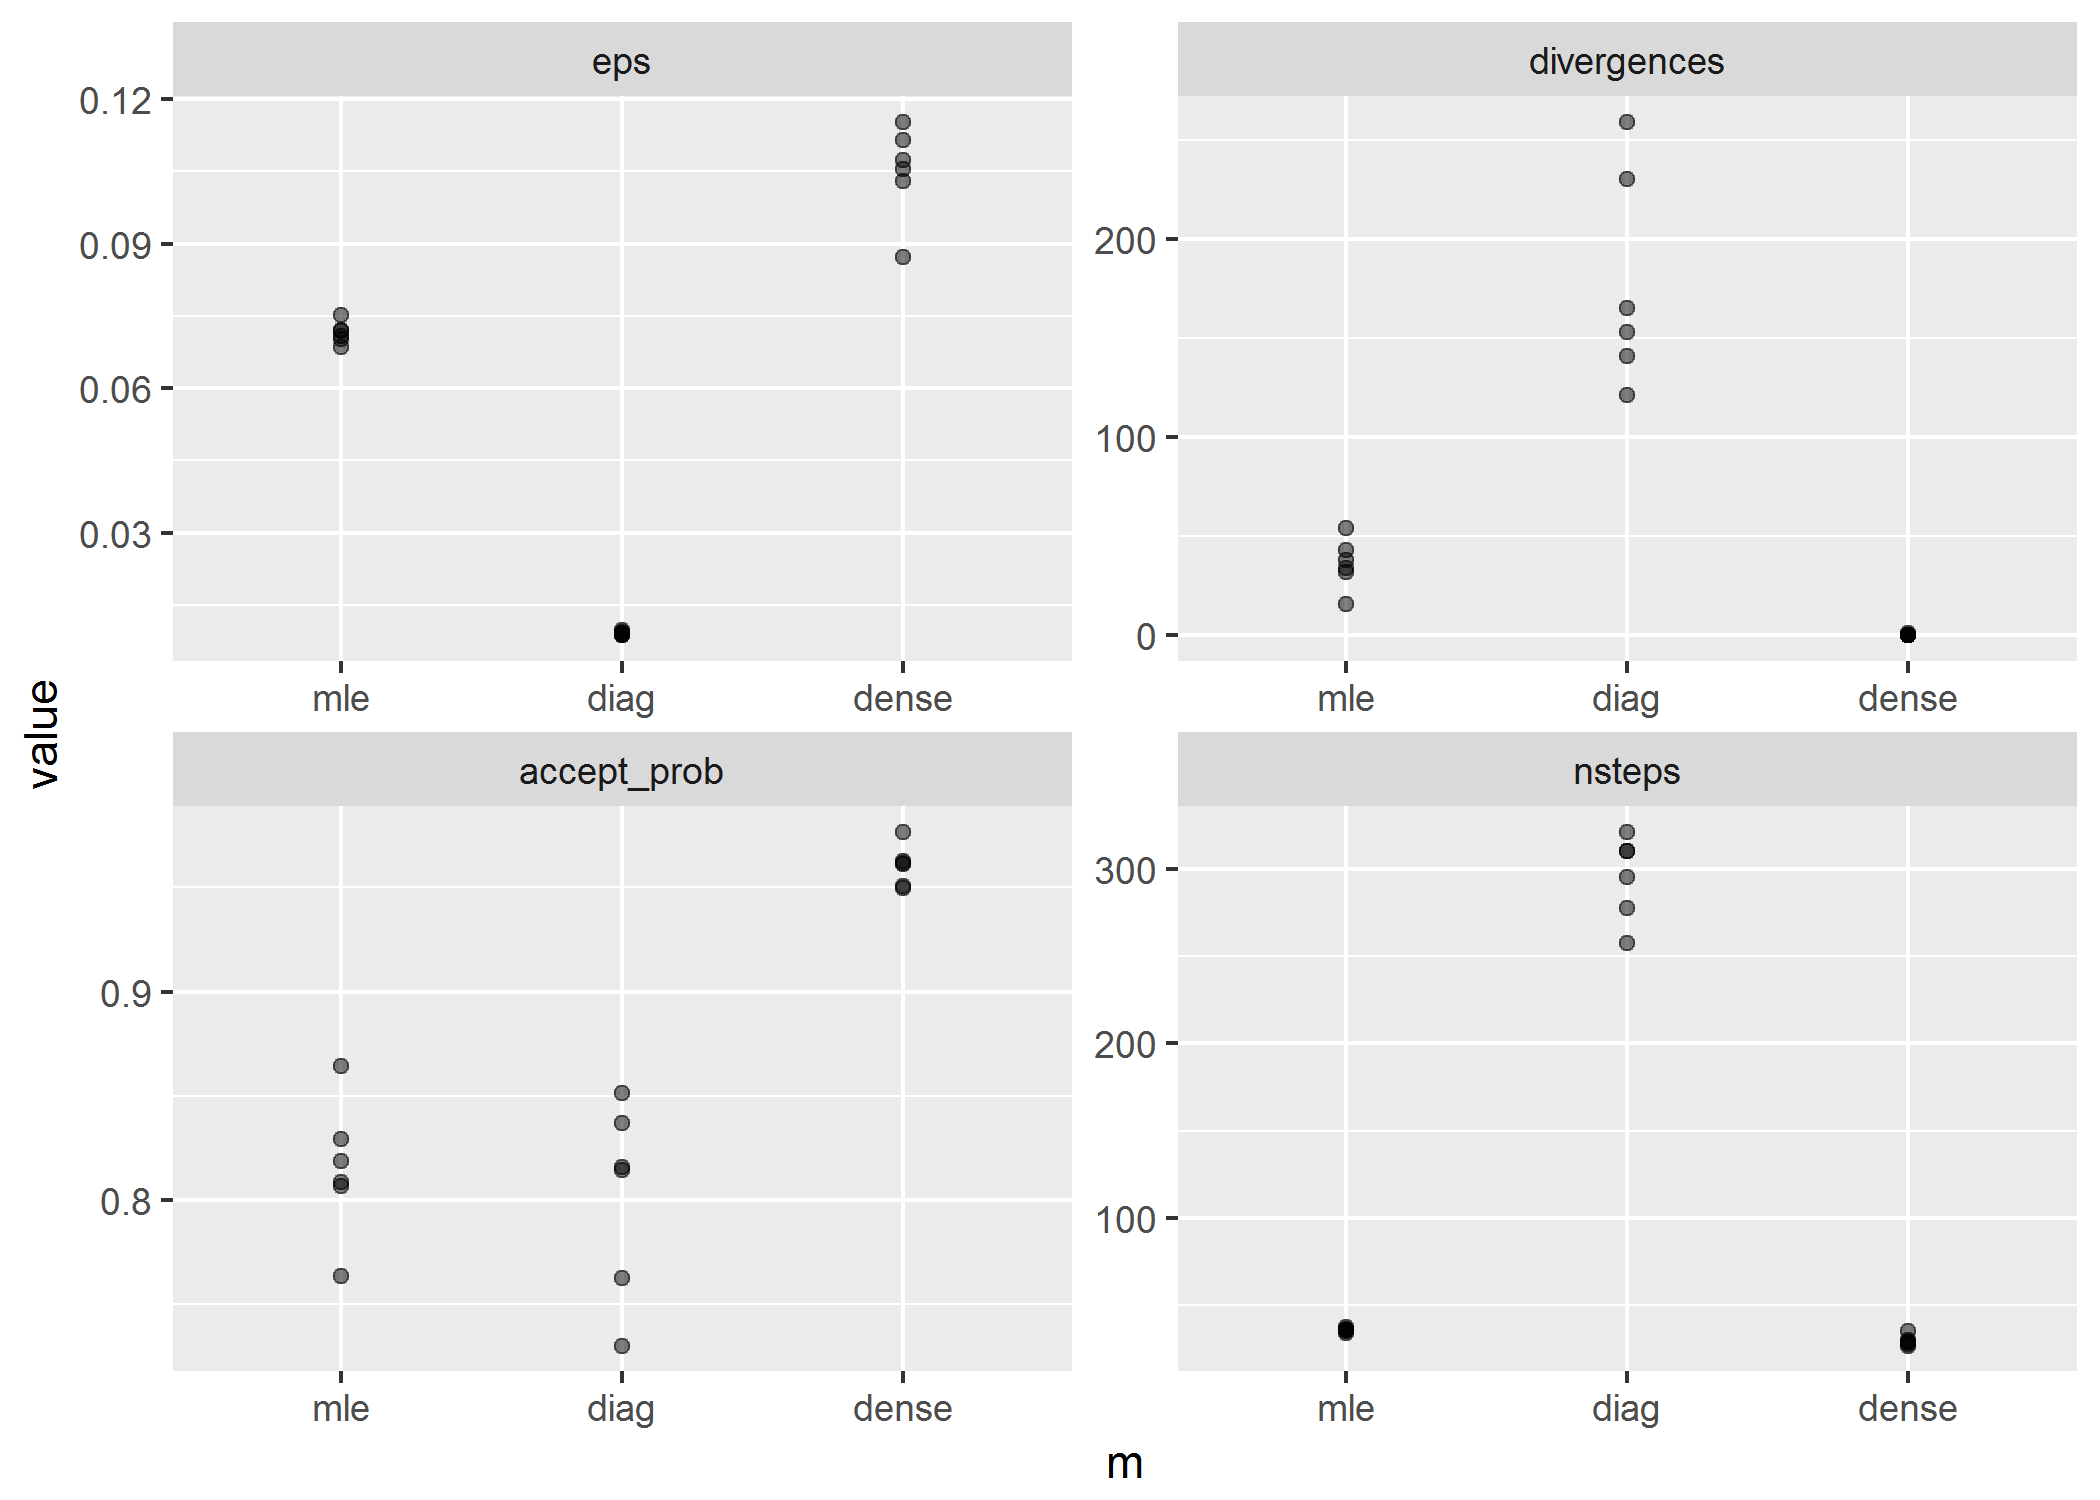 eps
0.12
0.09
0.06
0.03
mle diag dense
divergences
200
100
0
mle diag dense
accept_prob
0.9
0.8
mle diag dense
nsteps
300
200
100
mle diag dense
value
m